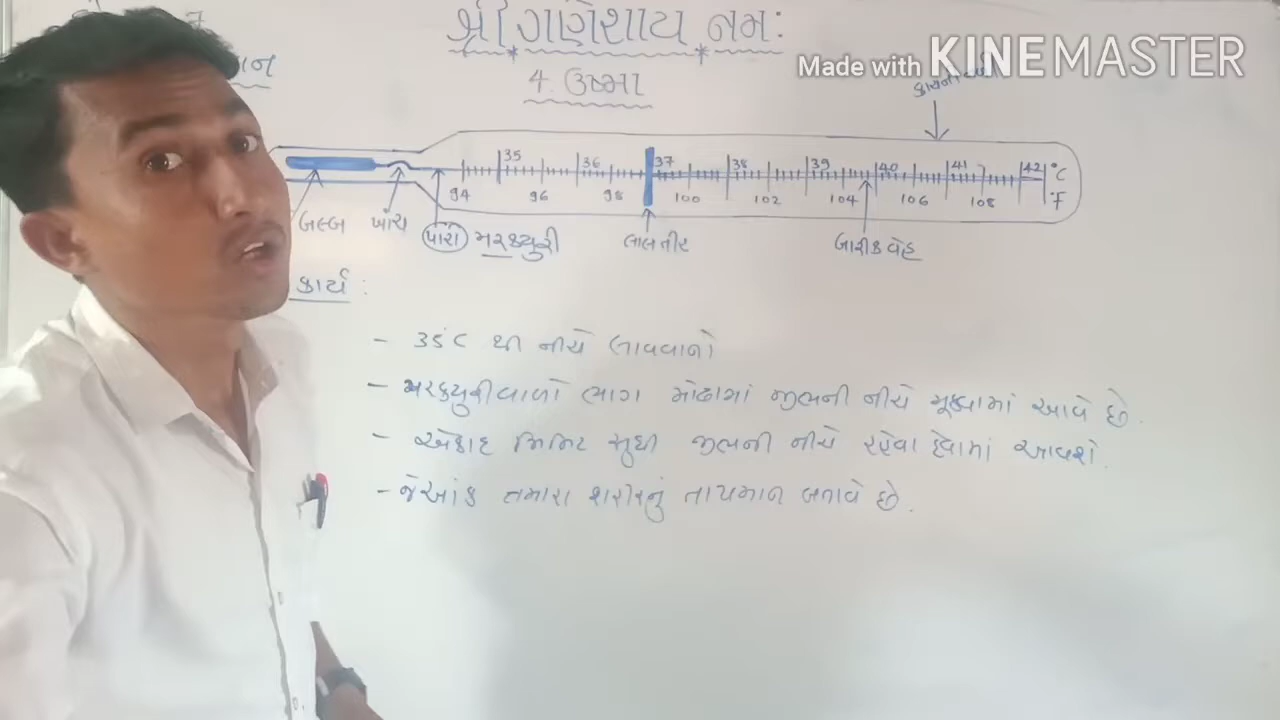 શ્રી ગણેશાય નમઃ
Made with KINEMASTER
7
4. ઉષ્મા
35 36 37 38 39 40 41 42 °C
94 96 98 100 102 104 106 108 °F
બલ્બ ખાંચ પારો મરક્યુરી લાલ તીર બારીક વેહ
કાર્ય :
- 35°C થી નીચે લાવવાનો
- મરક્યુરીવાળો ભાગ મોઢામાં જીભની નીચે મૂકવામાં આવે છે.
- એકાદ મિનિટ સુધી જીભની નીચે રહેવા દેવામાં આવશે.
- જે આંક તમારા શરીરનું તાપમાન બતાવે છે.